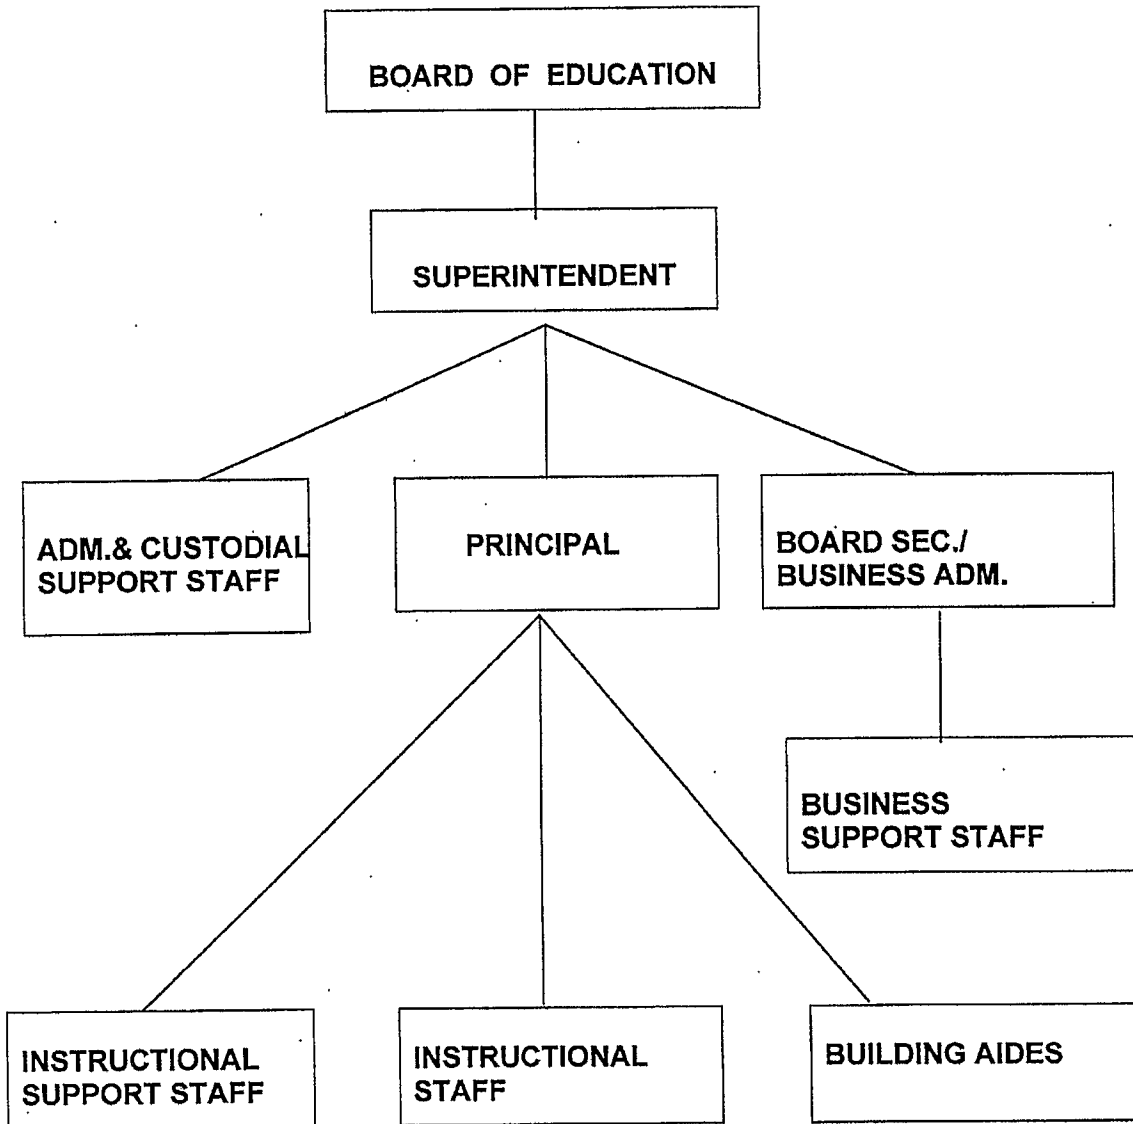 BOARD OF EDUCATION
SUPERINTENDENT
ADM.& CUSTODIAL
SUPPORT STAFF
PRINCIPAL
BOARD SEC./
BUSINESS ADM.
BUSINESS
SUPPORT STAFF
INSTRUCTIONAL
SUPPORT STAFF
INSTRUCTIONAL
STAFF
BUILDING AIDES